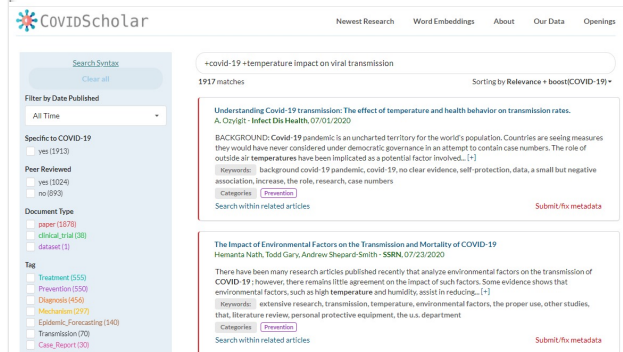 COVIDSCHOLAR
Newest Research Word Embeddings About Our Data Openings
Search Syntax
Clear all
Filter by Date Published
All Time
Specific to COVID-19
yes (1913)
Peer Reviewed
yes (1024)
no (893)
Document Type
paper (1878)
clinical_trial (38)
dataset (1)
Tag
Treatment (555)
Prevention (550)
Diagnosis (456)
Mechanism (297)
Epidemic_Forecasting (140)
Transmission (70)
Case_Report (30)
+covid-19 +temperature impact on viral transmission
1917 matches
Sorting by Relevance + boost(COVID-19)
Understanding Covid-19 transmission: The effect of temperature and health behavior on transmission rates.
A. Ozyigit - Infect Dis Health, 07/01/2020
BACKGROUND: Covid-19 pandemic is an uncharted territory for the world's population. Countries are seeing measures
they would have never considered under democratic governance in an attempt to contain case numbers. The role of
outside air temperatures have been implicated as a potential factor involved... [+]
Keywords: background covid-19 pandemic, covid-19, no clear evidence, self-protection, data, a small but negative
association, increase, the role, research, case numbers
Categories Prevention
Search within related articles Submit/fix metadata
The Impact of Environmental Factors on the Transmission and Mortality of COVID-19
Hemanta Nath, Todd Gary, Andrew Shepard-Smith - SSRN, 07/23/2020
There have been many research articles published recently that analyze environmental factors on the transmission of
COVID-19 ; however, there remains little agreement on the impact of such factors. Some evidence shows that
environmental factors, such as high temperature and humidity, assist in reducing... [+]
Keywords: extensive research, transmission, temperature, environmental factors, the proper use, other studies,
that, literature review, personal protective equipment, the u.s. department
Categories Prevention
Search within related articles Submit/fix metadata